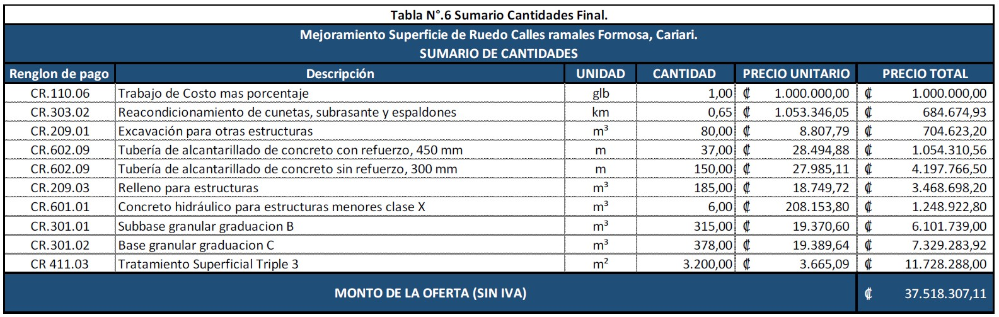 Tabla N°.6 Sumario Cantidades Final.
Mejoramiento Superficie de Ruedo Calles ramales Formosa, Cariari.
SUMARIO DE CANTIDADES
Renglon de pago Descripción UNIDAD CANTIDAD PRECIO UNITARIO PRECIO TOTAL
CR.110.06 Trabajo de Costo mas porcentaje glb 1,00 ₡ 1.000.000,00 ₡ 1.000.000,00
CR.303.02 Reacondicionamiento de cunetas, subrasante y espaldones km 0,65 ₡ 1.053.346,05 ₡ 684.674,93
CR.209.01 Excavación para otras estructuras m³ 80,00 ₡ 8.807,79 ₡ 704.623,20
CR.602.09 Tubería de alcantarillado de concreto con refuerzo, 450 mm m 37,00 ₡ 28.494,88 ₡ 1.054.310,56
CR.602.09 Tubería de alcantarillado de concreto sin refuerzo, 300 mm m 150,00 ₡ 27.985,11 ₡ 4.197.766,50
CR.209.03 Relleno para estructuras m³ 185,00 ₡ 18.749,72 ₡ 3.468.698,20
CR.601.01 Concreto hidráulico para estructuras menores clase X m³ 6,00 ₡ 208.153,80 ₡ 1.248.922,80
CR.301.01 Subbase granular graduacion B m³ 315,00 ₡ 19.370,60 ₡ 6.101.739,00
CR.301.02 Base granular graduacion C m³ 378,00 ₡ 19.389,64 ₡ 7.329.283,92
CR 411.03 Tratamiento Superficial Triple 3 m² 3.200,00 ₡ 3.665,09 ₡ 11.728.288,00
MONTO DE LA OFERTA (SIN IVA) ₡ 37.518.307,11